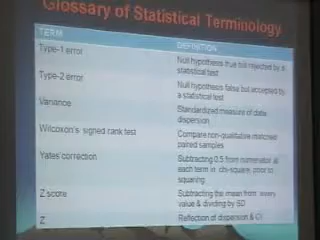 Glossary of Statistical Terminology
TERM DEFINITION
Type-1 error Null hypothesis true but rejected by a
statistical test
Type-2 error Null hypothesis false but accepted by
a statistical test
Variance Standardized measure of data
dispersion
Wilcoxon's signed rank test Compare non-qualitative matched
paired samples
Yates' correction Subtracting 0.5 from numerator at
each term in chi-square, prior to
squaring
Z score Subtracting the mean from every
value & dividing by SD
Z Reflection of dispersion & CI